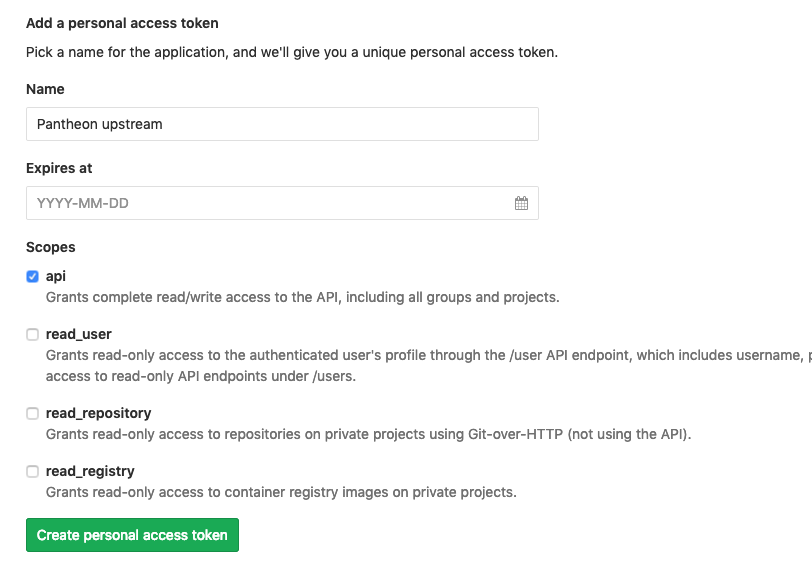 Add a personal access token
Pick a name for the application, and we'll give you a unique personal access token.
Name
Pantheon upstream
Expires at
YYYY-MM-DD
Scopes
api
Grants complete read/write access to the API, including all groups and projects.
read_user
Grants read-only access to the authenticated user's profile through the /user API endpoint, which includes username,
access to read-only API endpoints under /users.
read_repository
Grants read-only access to repositories on private projects using Git-over-HTTP (not using the API).
read_registry
Grants read-only access to container registry images on private projects.
Create personal access token